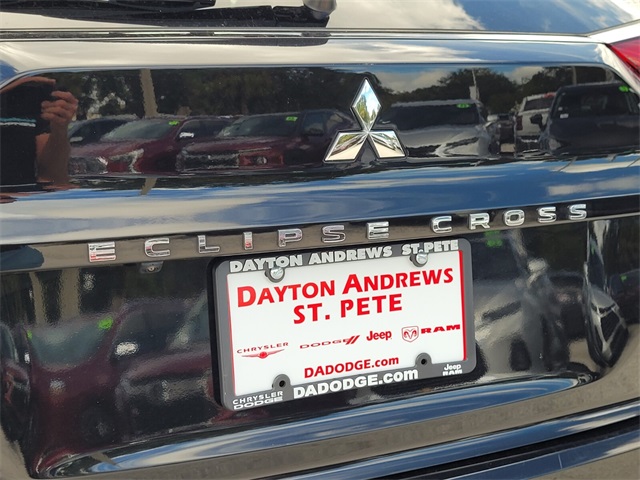 ECLIPSE CROSS
DAYTON ANDREWS ST. PETE
DAYTON ANDREWS
ST. PETE
CHRYSLER DODGE Jeep RAM
DADODGE.com
CHRYSLER DODGE DADODGE.com Jeep RAM